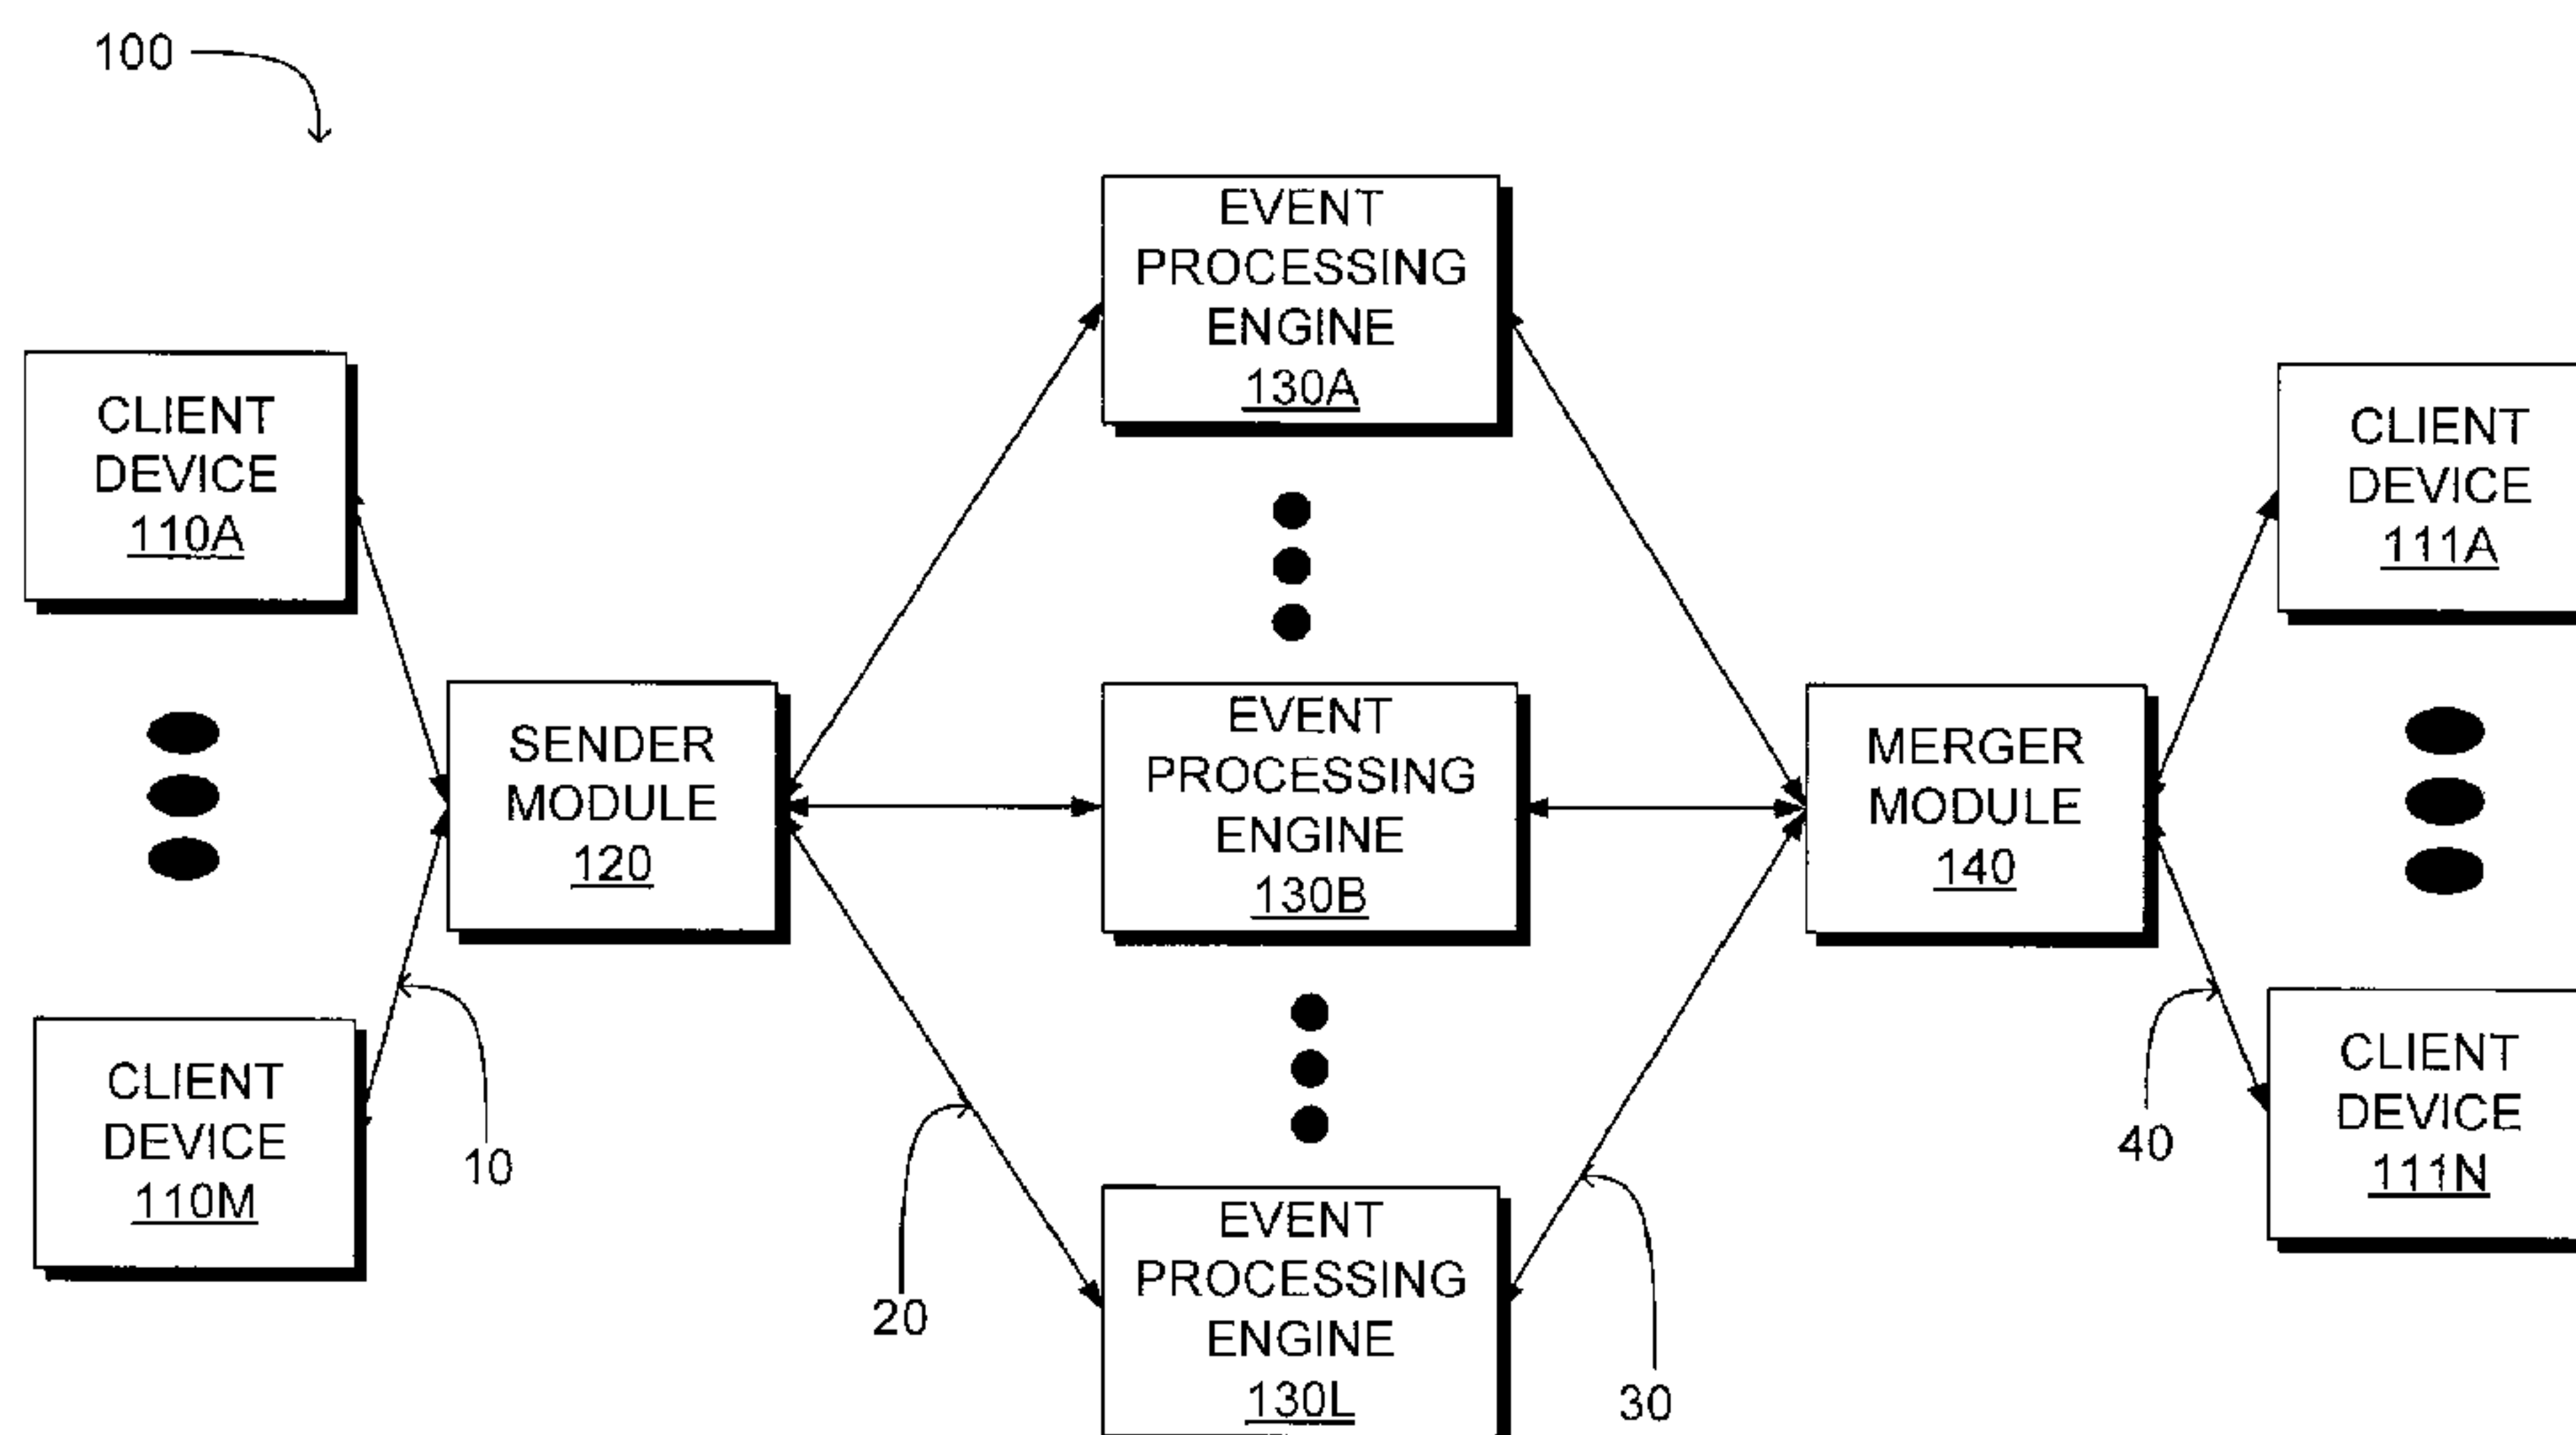 100
EVENT
PROCESSING
ENGINE
130A
CLIENT
DEVICE
110A
CLIENT
DEVICE
111A
SENDER
MODULE
120
EVENT
PROCESSING
ENGINE
130B
MERGER
MODULE
140
CLIENT
DEVICE
110M
10
20
EVENT
PROCESSING
ENGINE
130L
30
40
CLIENT
DEVICE
111N